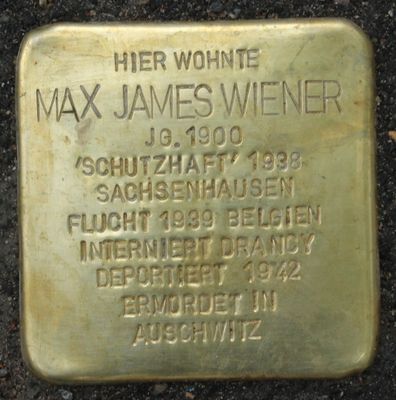 HIER WOHNTE
MAX JAMES WIENER
JG. 1900
'SCHUTZHAFT' 1938
SACHSENHAUSEN
FLUCHT 1939 BELGIEN
INTERNIERT DRANCY
DEPORTIERT 1942
ERMORDET IN
AUSCHWITZ